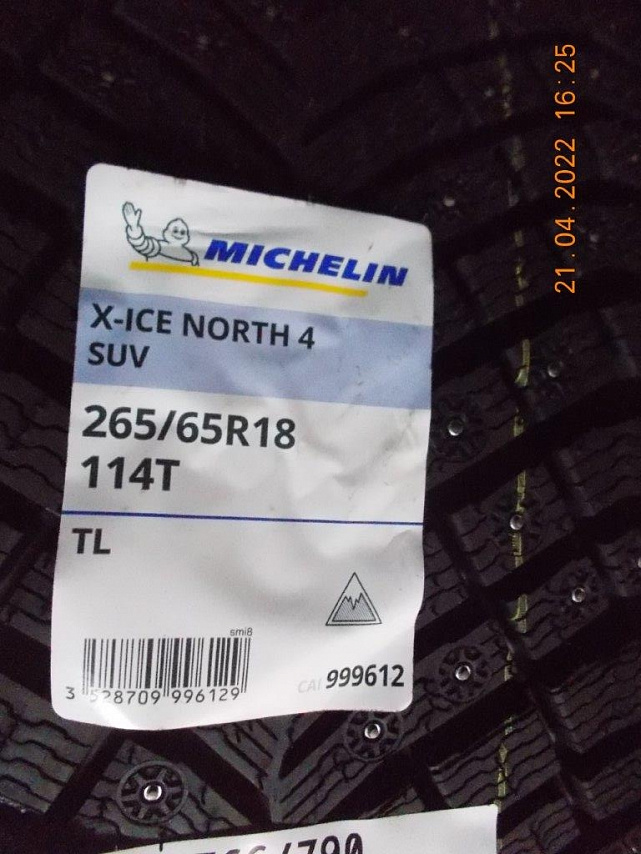 21.04.2022 16:25
MICHELIN
X-ICE NORTH 4
SUV
265/65R18
114T
TL
smi8
3 528709 996129
CAI 999612
/790